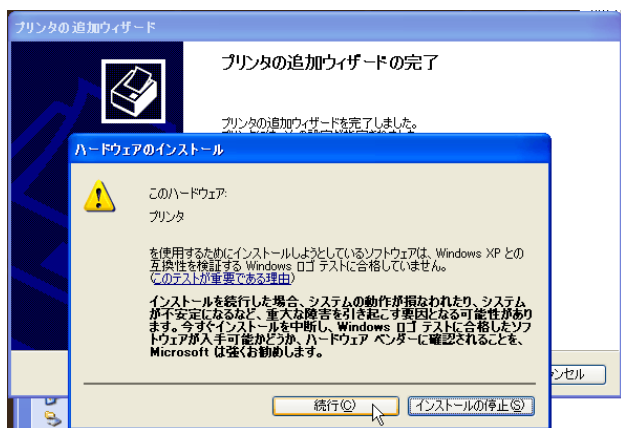 プリンタの追加ウィザード
プリンタの追加ウィザードの完了
プリンタの追加ウィザードを完了しました。
ハードウェアのインストール
このハードウェア:
プリンタ
を使用するためにインストールしようとしているソフトウェアは、Windows XP との
互換性を検証する Windows ロゴ テストに合格していません。
(このテストが重要である理由)
インストールを続行した場合、システムの動作が損なわれたり、システム
が不安定になるなど、重大な障害を引き起こす要因となる可能性があり
ます。今すぐインストールを中断し、Windows ロゴ テストに合格したソフ
トウェアが入手可能かどうか、ハードウェア ベンダーに確認されることを、
Microsoft は強くお勧めします。
ンセル
続行(C)
インストールの停止(S)